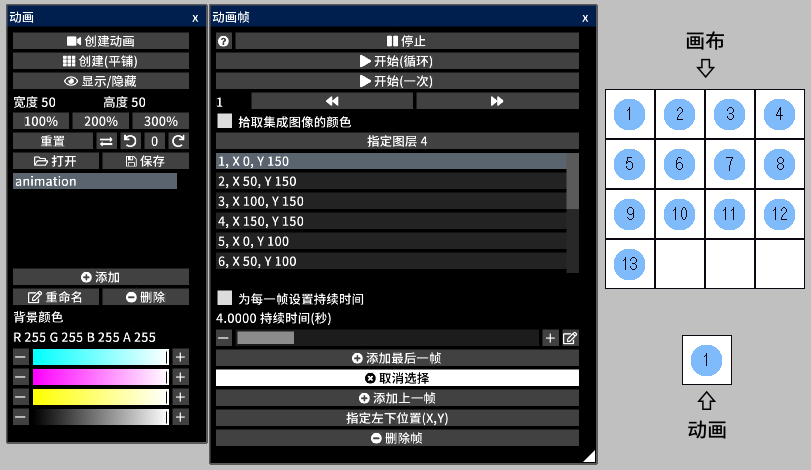 动画 x
创建动画
创建(平铺)
显示/隐藏
宽度 50 高度 50
100% 200% 300%
重置 0
打开 保存
animation
添加
重命名 删除
背景颜色
R 255 G 255 B 255 A 255
动画帧 x
停止
开始(循环)
开始(一次)
1
拾取集成图像的颜色
指定图层 4
1, X 0, Y 150
2, X 50, Y 150
3, X 100, Y 150
4, X 150, Y 150
5, X 0, Y 100
6, X 50, Y 100
为每一帧设置持续时间
4.0000 持续时间(秒)
添加最后一帧
取消选择
添加上一帧
指定左下位置(X,Y)
删除帧
画布
1 2 3 4
5 6 7 8
9 10 11 12
13
1
动画